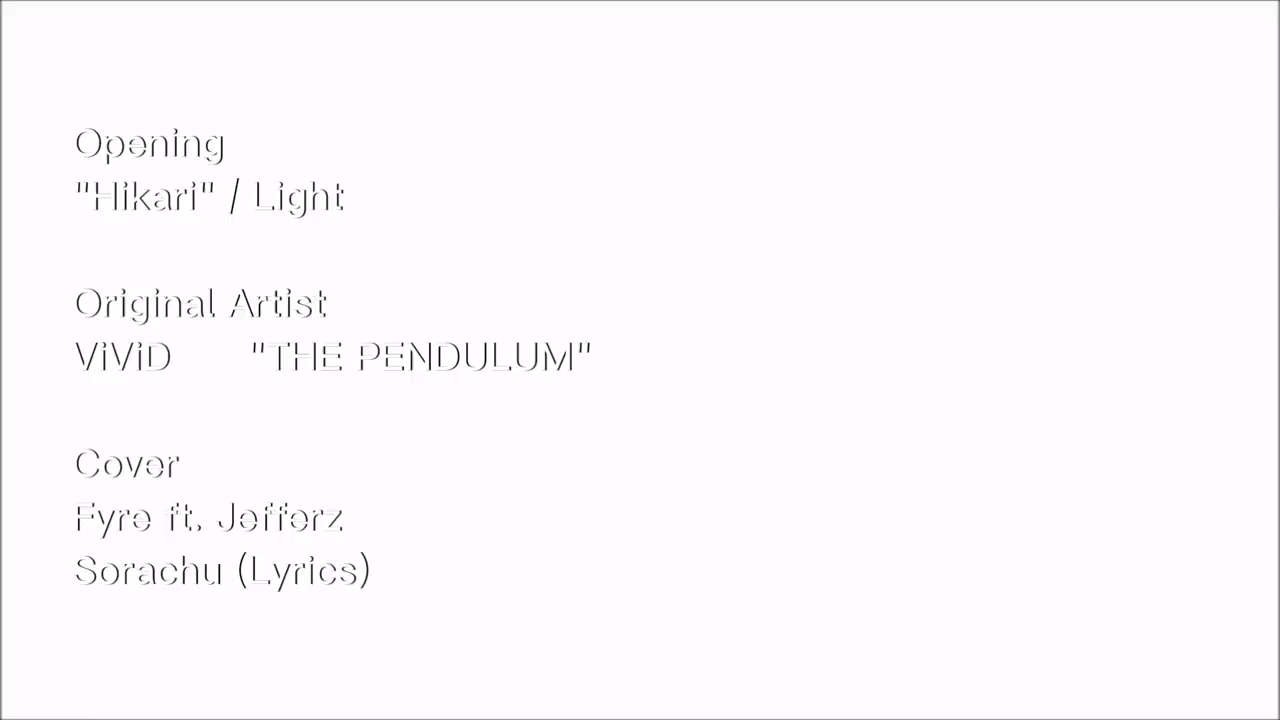 Opening
"Hikari" / Light
Original Artist
ViViD "THE PENDULUM"
Cover
Fyre ft. Jefferz
Sorachu (Lyrics)